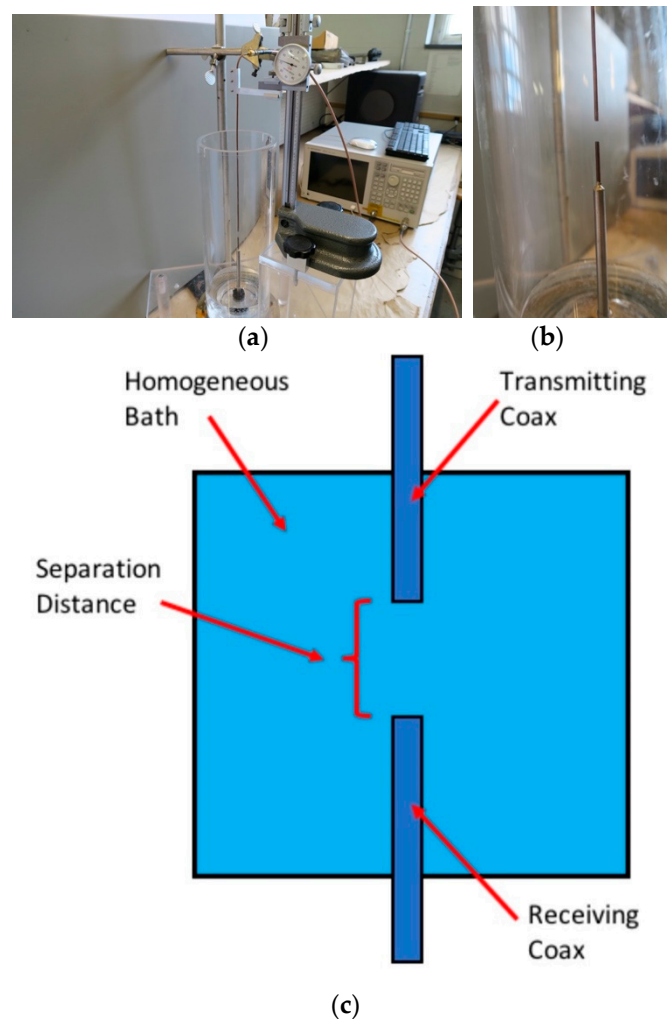 (a)
(b)
Homogeneous
Bath
Transmitting
Coax
Separation
Distance
Receiving
Coax
(c)